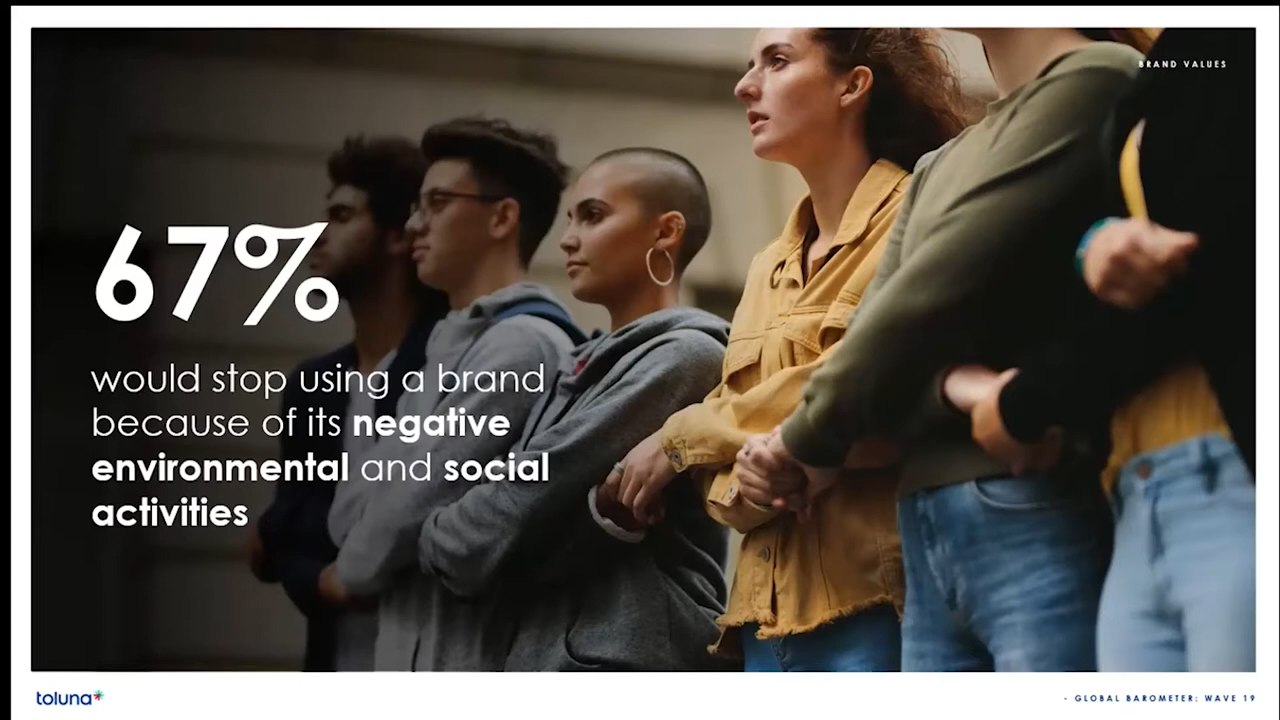 BRAND VALUES
67%
would stop using a brand
because of its negative
environmental and social
activities
toluna*
- GLOBAL BAROMETER: WAVE 19